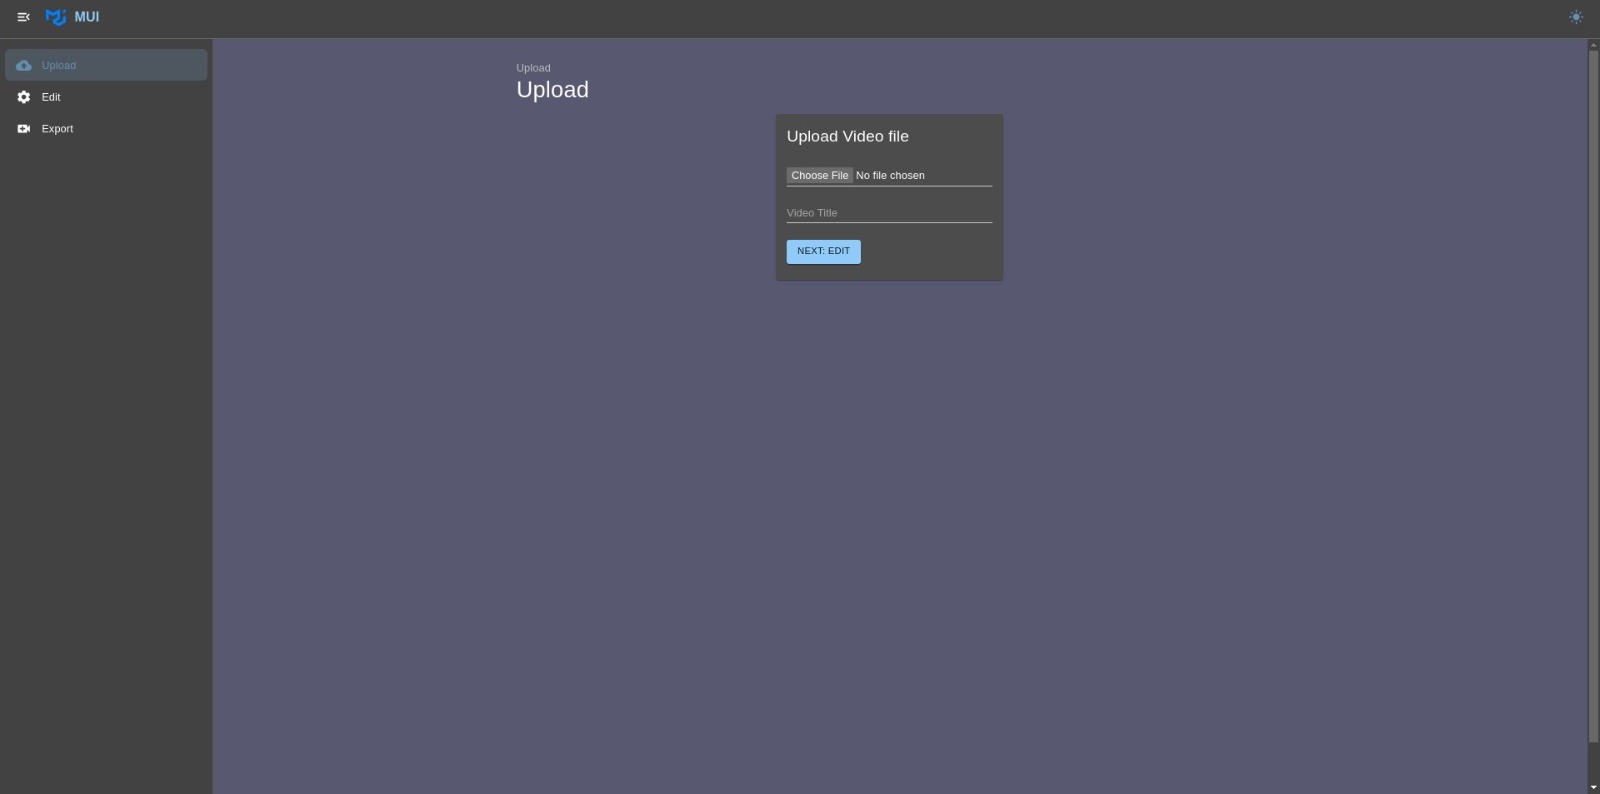 MUI
Upload
Edit
Export
Upload
Upload
Upload Video file
Choose File No file chosen
Video Title
NEXT: EDIT